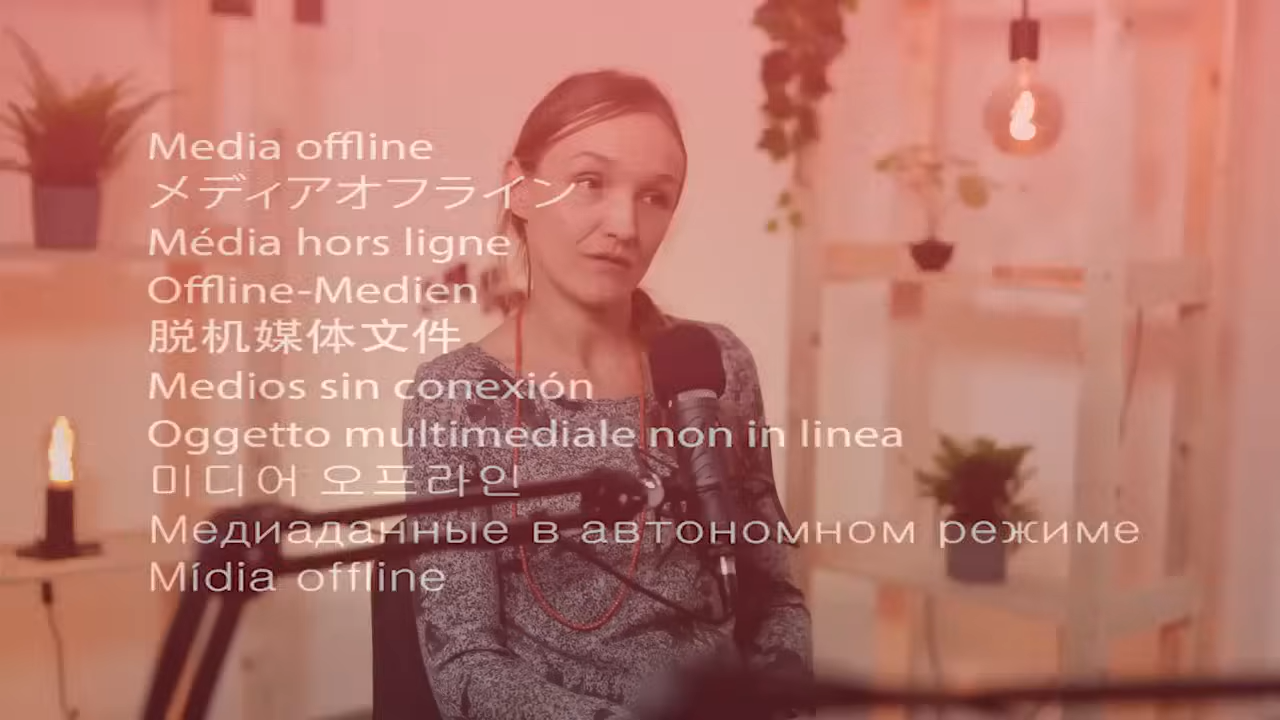 Media offline
メディアオフライン
Média hors ligne
Offline-Medien
脱机媒体文件
Medios sin conexión
Oggetto multimediale non in linea
미디어 오프라인
Медиаданные в автономном режиме
Mídia offline